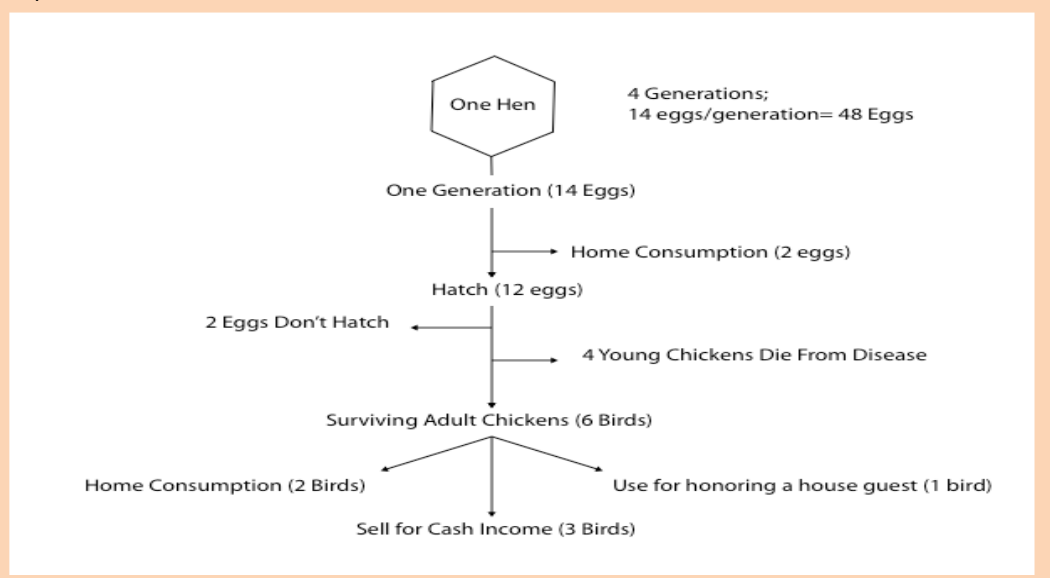 One Hen
4 Generations;
14 eggs/generation= 48 Eggs
One Generation (14 Eggs)
Home Consumption (2 eggs)
Hatch (12 eggs)
2 Eggs Don't Hatch
4 Young Chickens Die From Disease
Surviving Adult Chickens (6 Birds)
Home Consumption (2 Birds)
Use for honoring a house guest (1 bird)
Sell for Cash Income (3 Birds)